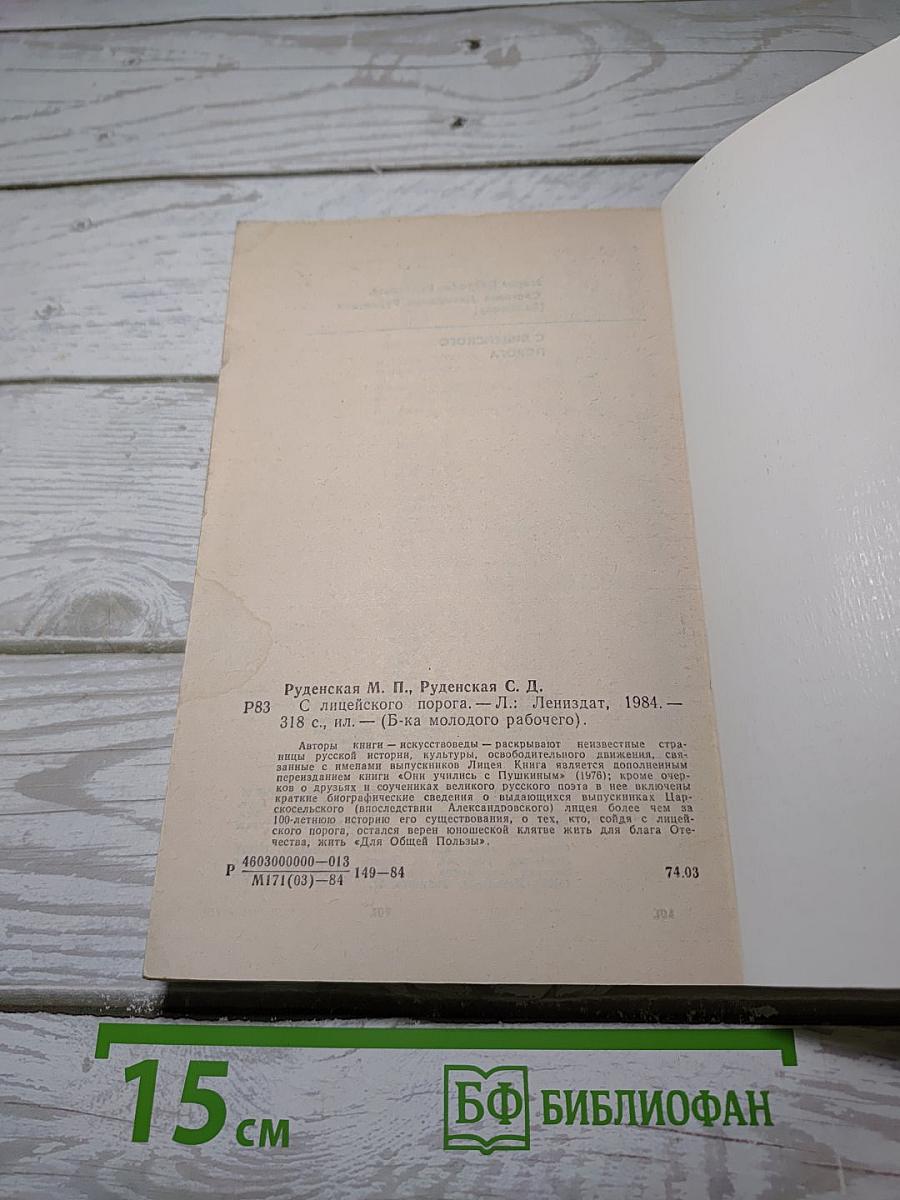 Руденская М. П., Руденская С. Д.
Р83 С лицейского порога. — Л.: Лениздат, 1984. —
318 с., ил. — (Б-ка молодого рабочего).
Авторы книги — искусствоведы — раскрывают неизвестные стра-
ницы русской истории, культуры, освободительного движения, свя-
занные с именами выпускников Лицея. Книга является дополненным
переизданием книги «Они учились с Пушкиным» (1976); кроме очер-
ков о друзьях и соучениках великого русского поэта в нее включены
краткие биографические сведения о выдающихся выпускниках Цар-
скосельского (впоследствии Александровского) лицея более чем за
100-летнюю историю его существования, о тех, кто, сойдя с лицей-
ского порога, остался верен юношеской клятве жить для блага Оте-
чества, жить «Для Общей Пользы».
Р 4603000000—013
М171(03)—84 149—84 74.03
15 см БФ БИБЛИОФАН